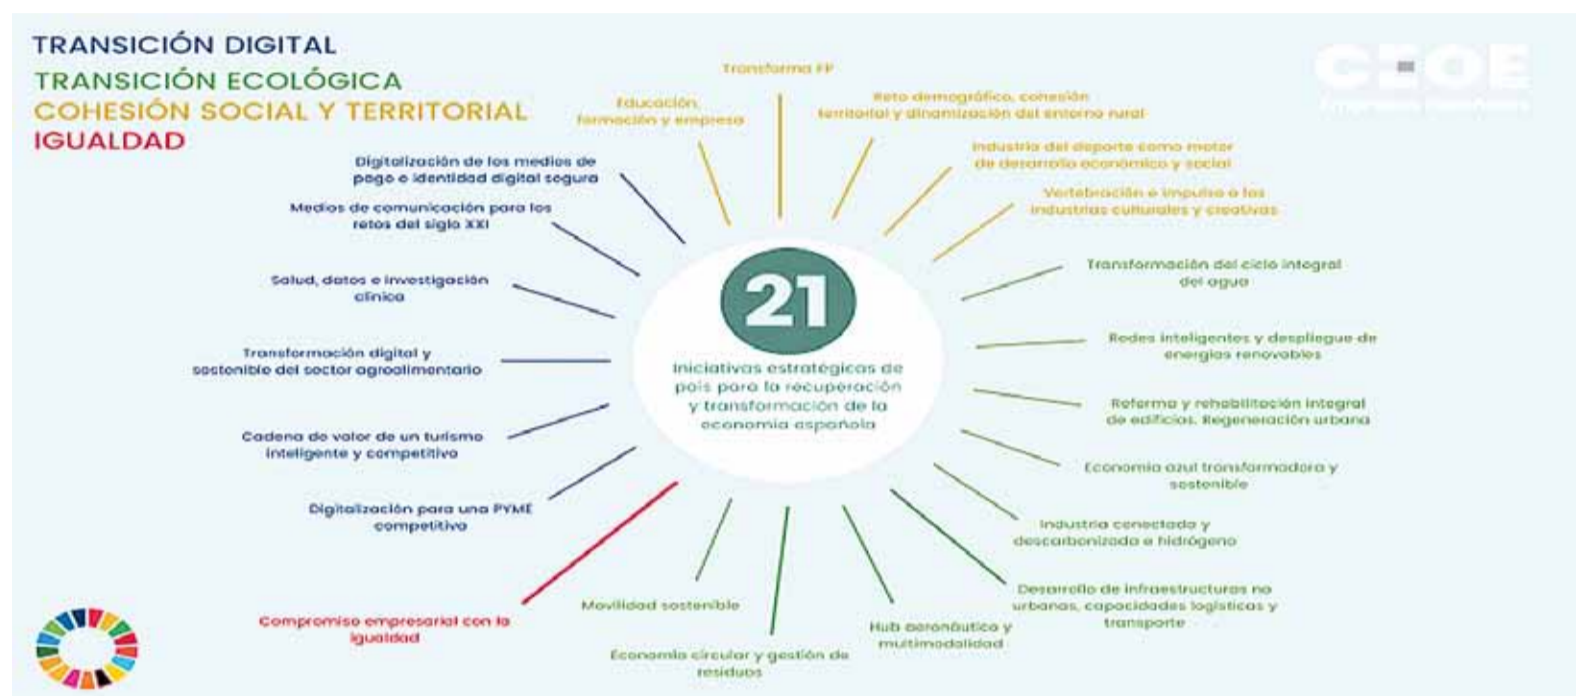 TRANSICIÓN DIGITAL
TRANSICIÓN ECOLÓGICA
COHESIÓN SOCIAL Y TERRITORIAL
IGUALDAD
CEOE
Transforma FP
Educación,
formación y empresa
Reto demográfico, cohesión
territorial y dinamización del entorno rural
Industria del deporte como motor
de desarrollo económico y social
Vertebración e impulso a las
industrias culturales y creativas
Digitalización de los medios de
pago e identidad digital segura
Medios de comunicación para los
retos del siglo XXI
Salud, datos e investigación
clínica
Transformación digital y
sostenible del sector agroalimentario
Cadena de valor de un turismo
inteligente y competitivo
Digitalización para una PYME
competitiva
Compromiso empresarial con la
igualdad
21
Iniciativas estratégicas de
país para la recuperación
y transformación de la
economía española
Transformación del ciclo integral
del agua
Redes inteligentes y despliegue de
energías renovables
Reforma y rehabilitación integral
de edificios. Regeneración urbana
Economía azul transformadora y
sostenible
Industria conectada y
descarbonizada e hidrógeno
Desarrollo de infraestructuras no
urbanas, capacidades logísticas y
transporte
Hub aeronáutico y
multimodalidad
Economía circular y gestión de
residuos
Movilidad sostenible